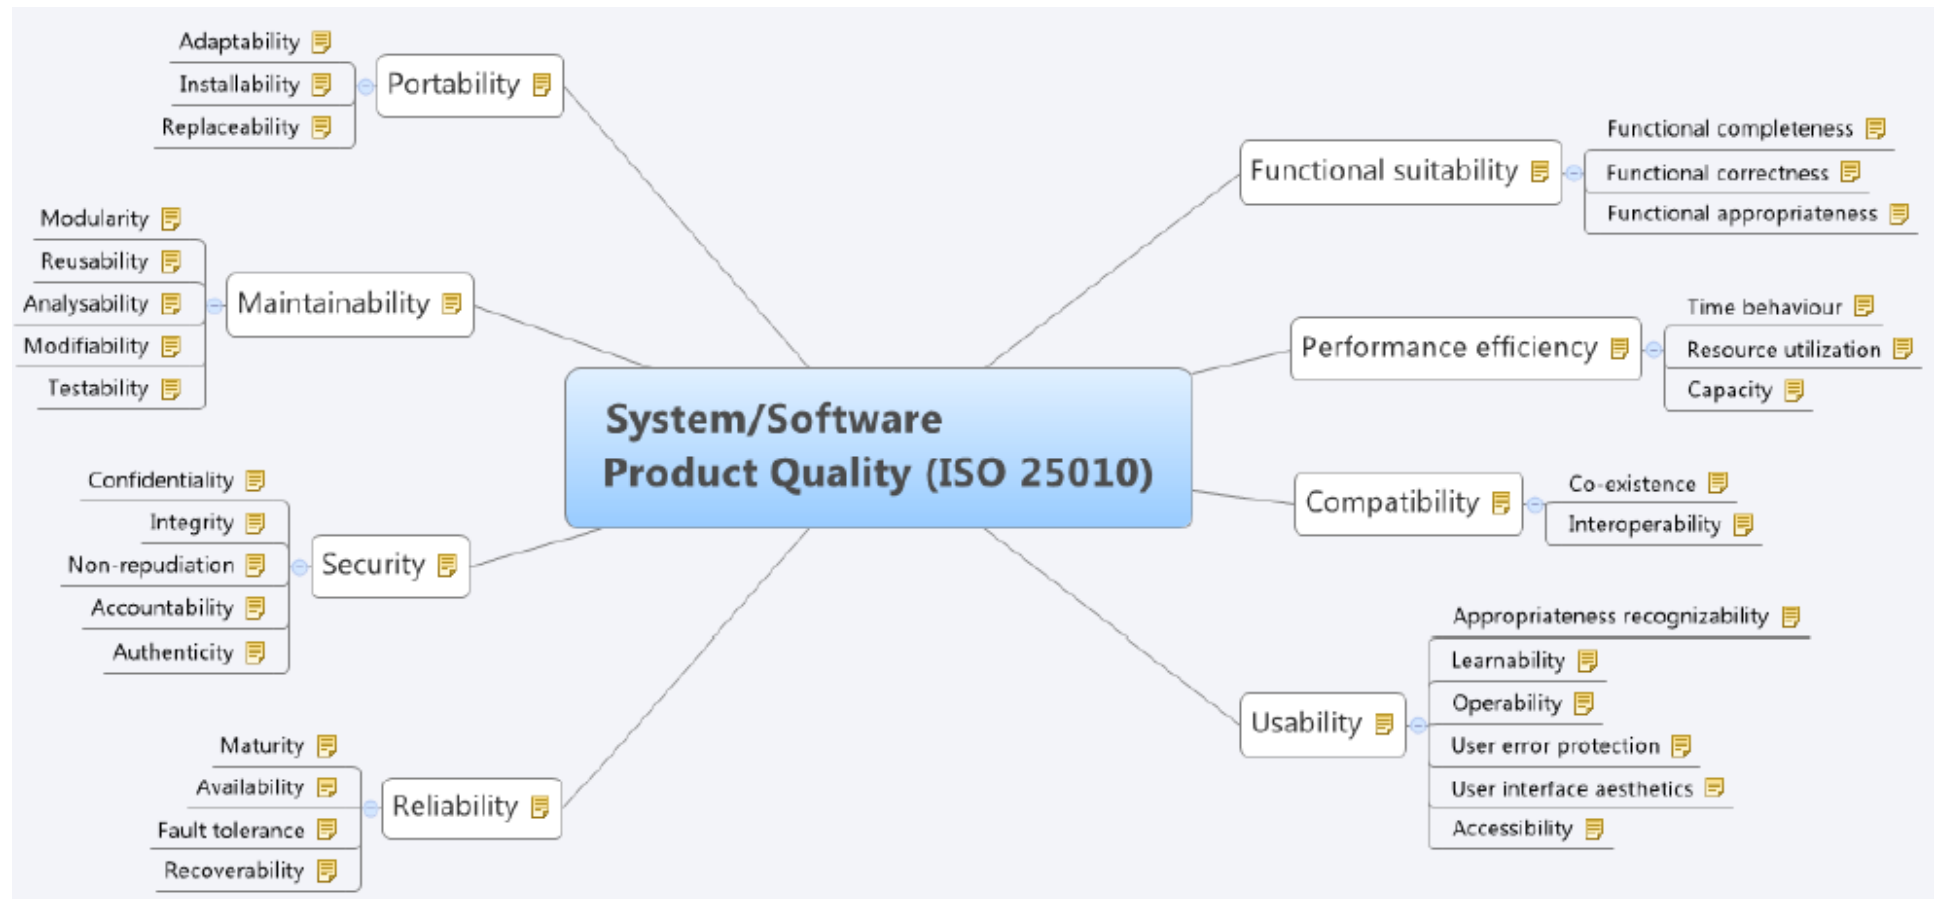 System/Software
Product Quality (ISO 25010)
Portability
Adaptability
Installability
Replaceability
Maintainability
Modularity
Reusability
Analysability
Modifiability
Testability
Security
Confidentiality
Integrity
Non-repudiation
Accountability
Authenticity
Reliability
Maturity
Availability
Fault tolerance
Recoverability
Functional suitability
Functional completeness
Functional correctness
Functional appropriateness
Performance efficiency
Time behaviour
Resource utilization
Capacity
Compatibility
Co-existence
Interoperability
Usability
Appropriateness recognizability
Learnability
Operability
User error protection
User interface aesthetics
Accessibility